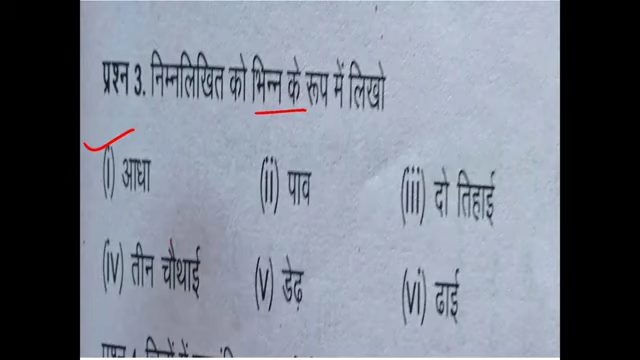 प्रश्न 3. निम्नलिखित को भिन्न के रूप में लिखो
(i) आधा (ii) पाव (iii) दो तिहाई
(iv) तीन चौथाई (v) डेढ़ (vi) ढाई